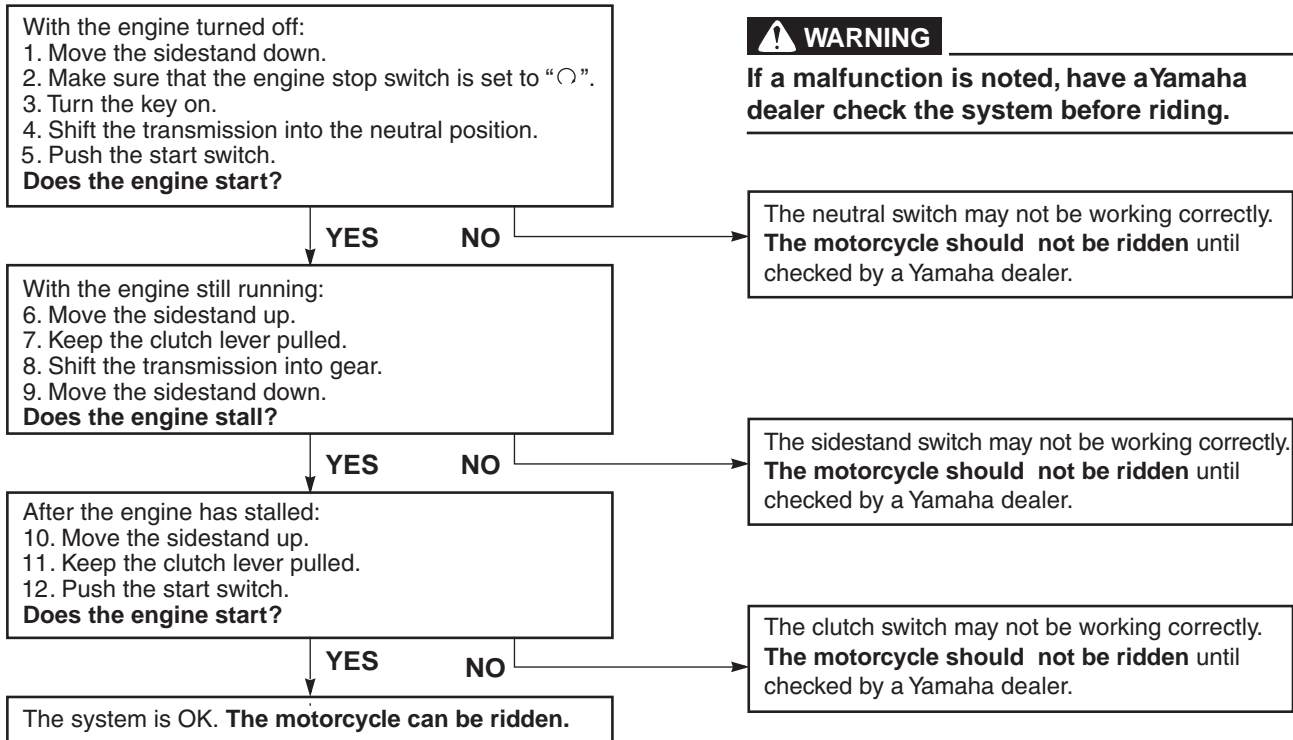 With the engine turned off:
1. Move the sidestand down.
2. Make sure that the engine stop switch is set to “ ”.
3. Turn the key on.
4. Shift the transmission into the neutral position.
5. Push the start switch.
Does the engine start?
WARNING
If a malfunction is noted, have a Yamaha
dealer check the system before riding.
YES NO
The neutral switch may not be working correctly.
The motorcycle should not be ridden until
checked by a Yamaha dealer.
With the engine still running:
6. Move the sidestand up.
7. Keep the clutch lever pulled.
8. Shift the transmission into gear.
9. Move the sidestand down.
Does the engine stall?
YES NO
The sidestand switch may not be working correctly.
The motorcycle should not be ridden until
checked by a Yamaha dealer.
After the engine has stalled:
10. Move the sidestand up.
11. Keep the clutch lever pulled.
12. Push the start switch.
Does the engine start?
YES NO
The clutch switch may not be working correctly.
The motorcycle should not be ridden until
checked by a Yamaha dealer.
The system is OK. The motorcycle can be ridden.